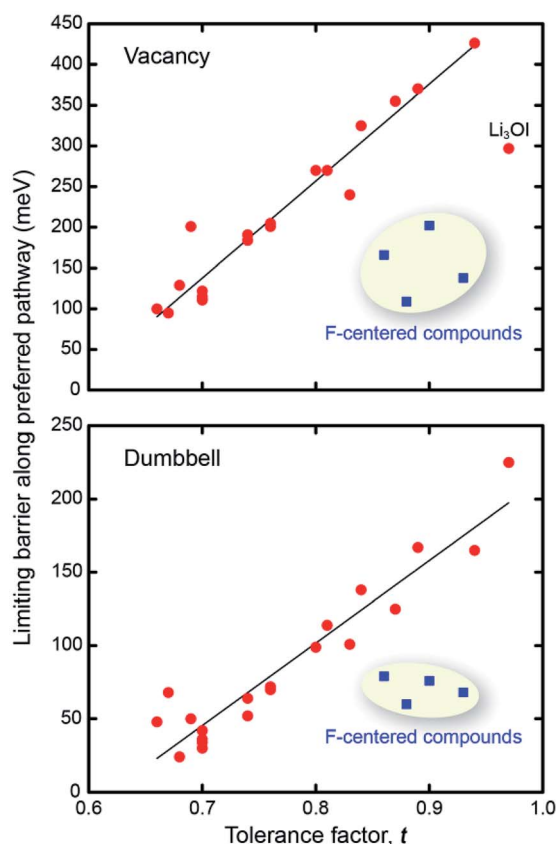 450
Vacancy
400
350
Li₃OI
300
250
200
150
F-centered compounds
100
50
0
250
Dumbbell
200
150
100
F-centered compounds
50
0
0.6 0.7 0.8 0.9 1.0
Tolerance factor, t
Limiting barrier along preferred pathway (meV)